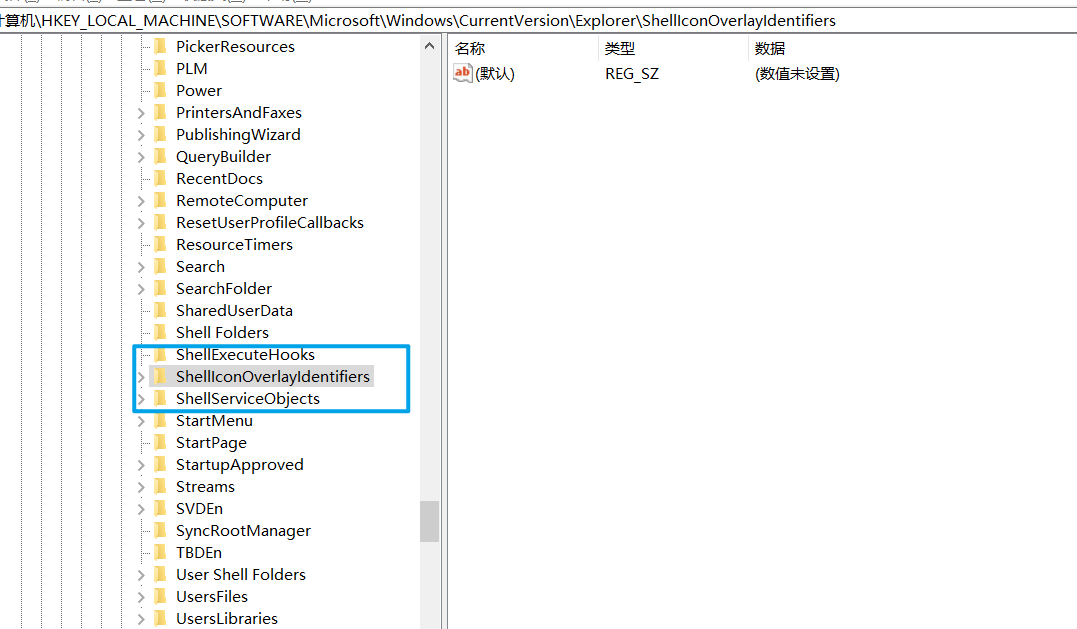 计算机\HKEY_LOCAL_MACHINE\SOFTWARE\Microsoft\Windows\CurrentVersion\Explorer\ShellIconOverlayIdentifiers
PickerResources
PLM
Power
PrintersAndFaxes
PublishingWizard
QueryBuilder
RecentDocs
RemoteComputer
ResetUserProfileCallbacks
ResourceTimers
Search
SearchFolder
SharedUserData
Shell Folders
ShellExecuteHooks
ShellIconOverlayIdentifiers
ShellServiceObjects
StartMenu
StartPage
StartupApproved
Streams
SVDEn
SyncRootManager
TBDEn
User Shell Folders
UsersFiles
UsersLibraries
名称 类型 数据
ab (默认) REG_SZ (数值未设置)